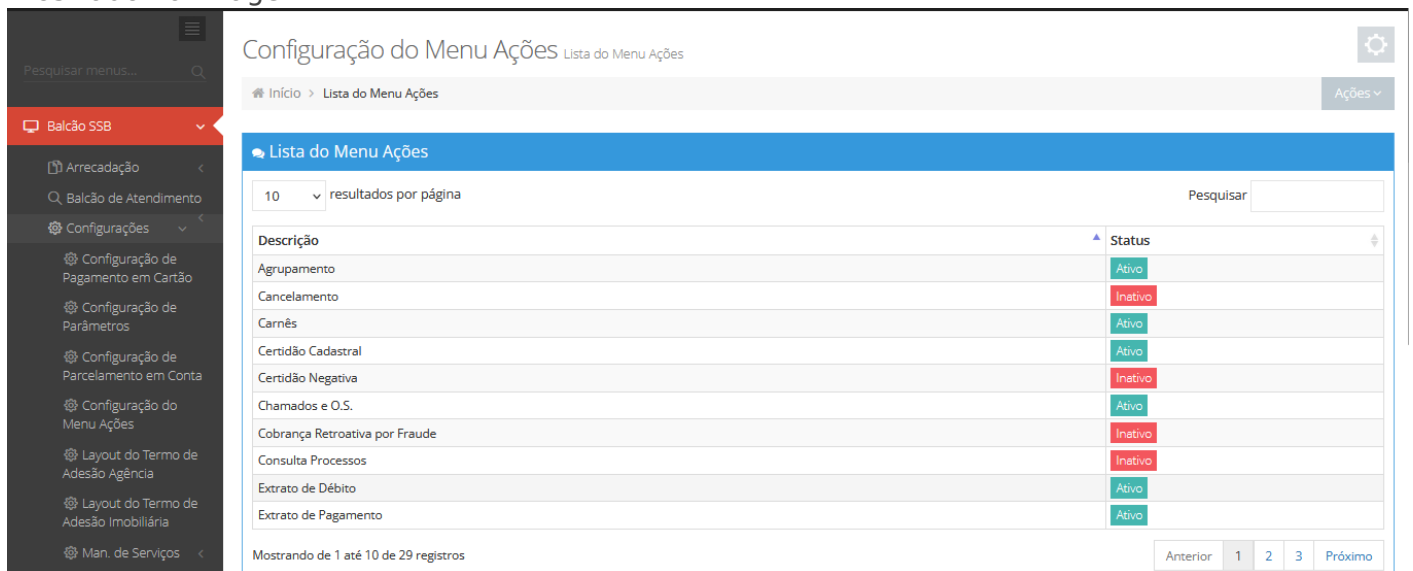 Pesquisar menus...
Balcão SSB
Arrecadação
Balcão de Atendimento
Configurações
Configuração de
Pagamento em Cartão
Configuração de
Parâmetros
Configuração de
Parcelamento em Conta
Configuração do
Menu Ações
Layout do Termo de
Adesão Agência
Layout do Termo de
Adesão Imobiliária
Man. de Serviços
Configuração do Menu Ações Lista do Menu Ações
Início > Lista do Menu Ações
Ações
Lista do Menu Ações
10 resultados por página
Pesquisar
Descrição Status
Agrupamento Ativo
Cancelamento Inativo
Carnês Ativo
Certidão Cadastral Ativo
Certidão Negativa Inativo
Chamados e O.S. Ativo
Cobrança Retroativa por Fraude Inativo
Consulta Processos Inativo
Extrato de Débito Ativo
Extrato de Pagamento Ativo
Mostrando de 1 até 10 de 29 registros
Anterior 1 2 3 Próximo